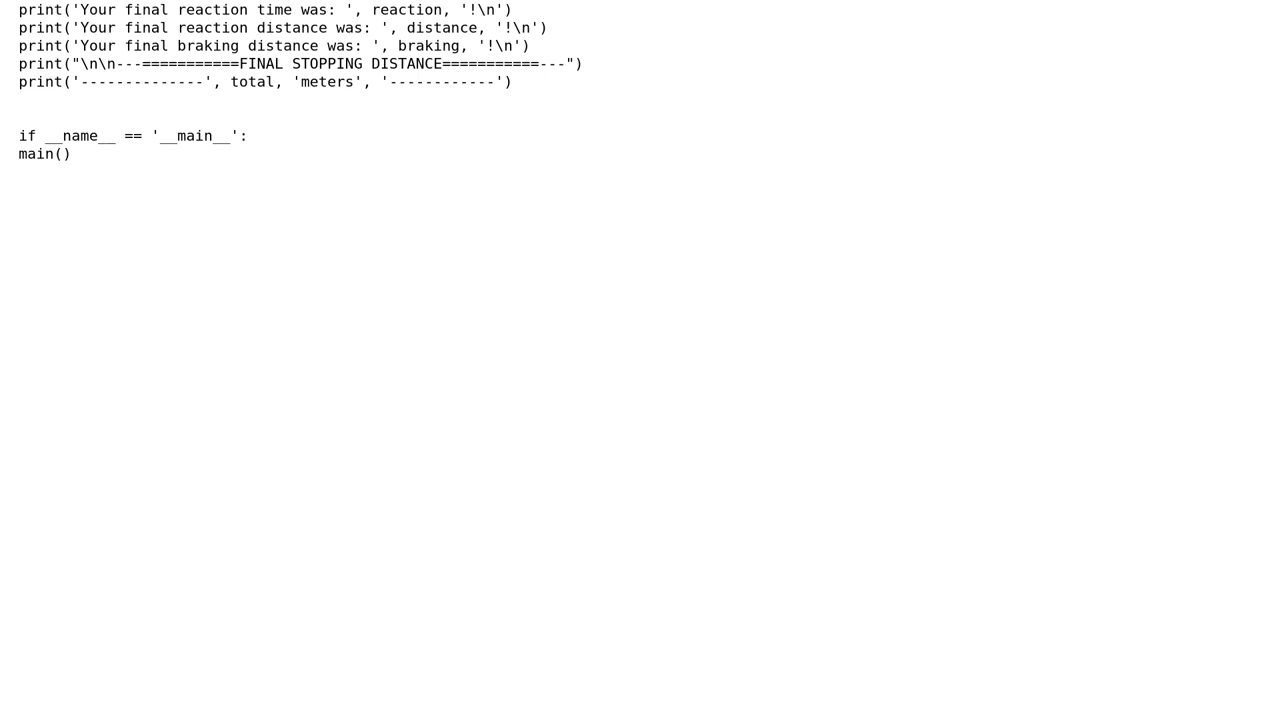 print('Your final reaction time was: ', reaction, '!\n')
print('Your final reaction distance was: ', distance, '!\n')
print('Your final braking distance was: ', braking, '!\n')
print("\n\n---===========FINAL STOPPING DISTANCE===========---")
print('--------------', total, 'meters', '------------')
if __name__ == '__main__':
main()